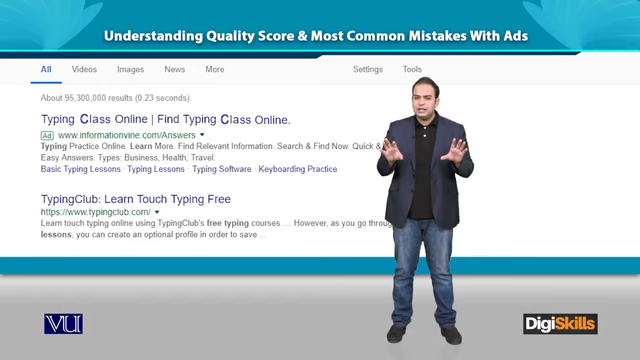 Understanding Quality Score & Most Common Mistakes With Ads
All Videos Images News More Settings Tools
About 95,300,000 results (0.23 seconds)
Typing Class Online | Find Typing Class Online.
Ad www.informationvine.com/Answers
Typing Practice Online. Learn More. Find Relevant Information. Search & Find Now. Quick &
Easy Answers. Types: Business, Health, Travel.
Basic Typing Lessons · Typing Lessons · Typing Software · Keyboarding Practice
TypingClub: Learn Touch Typing Free
https://www.typingclub.com/
Learn touch typing online using TypingClub's free typing courses. ... However, as you go throu
lessons, you can create an optional profile in order to save ...
VU
DigiSkills